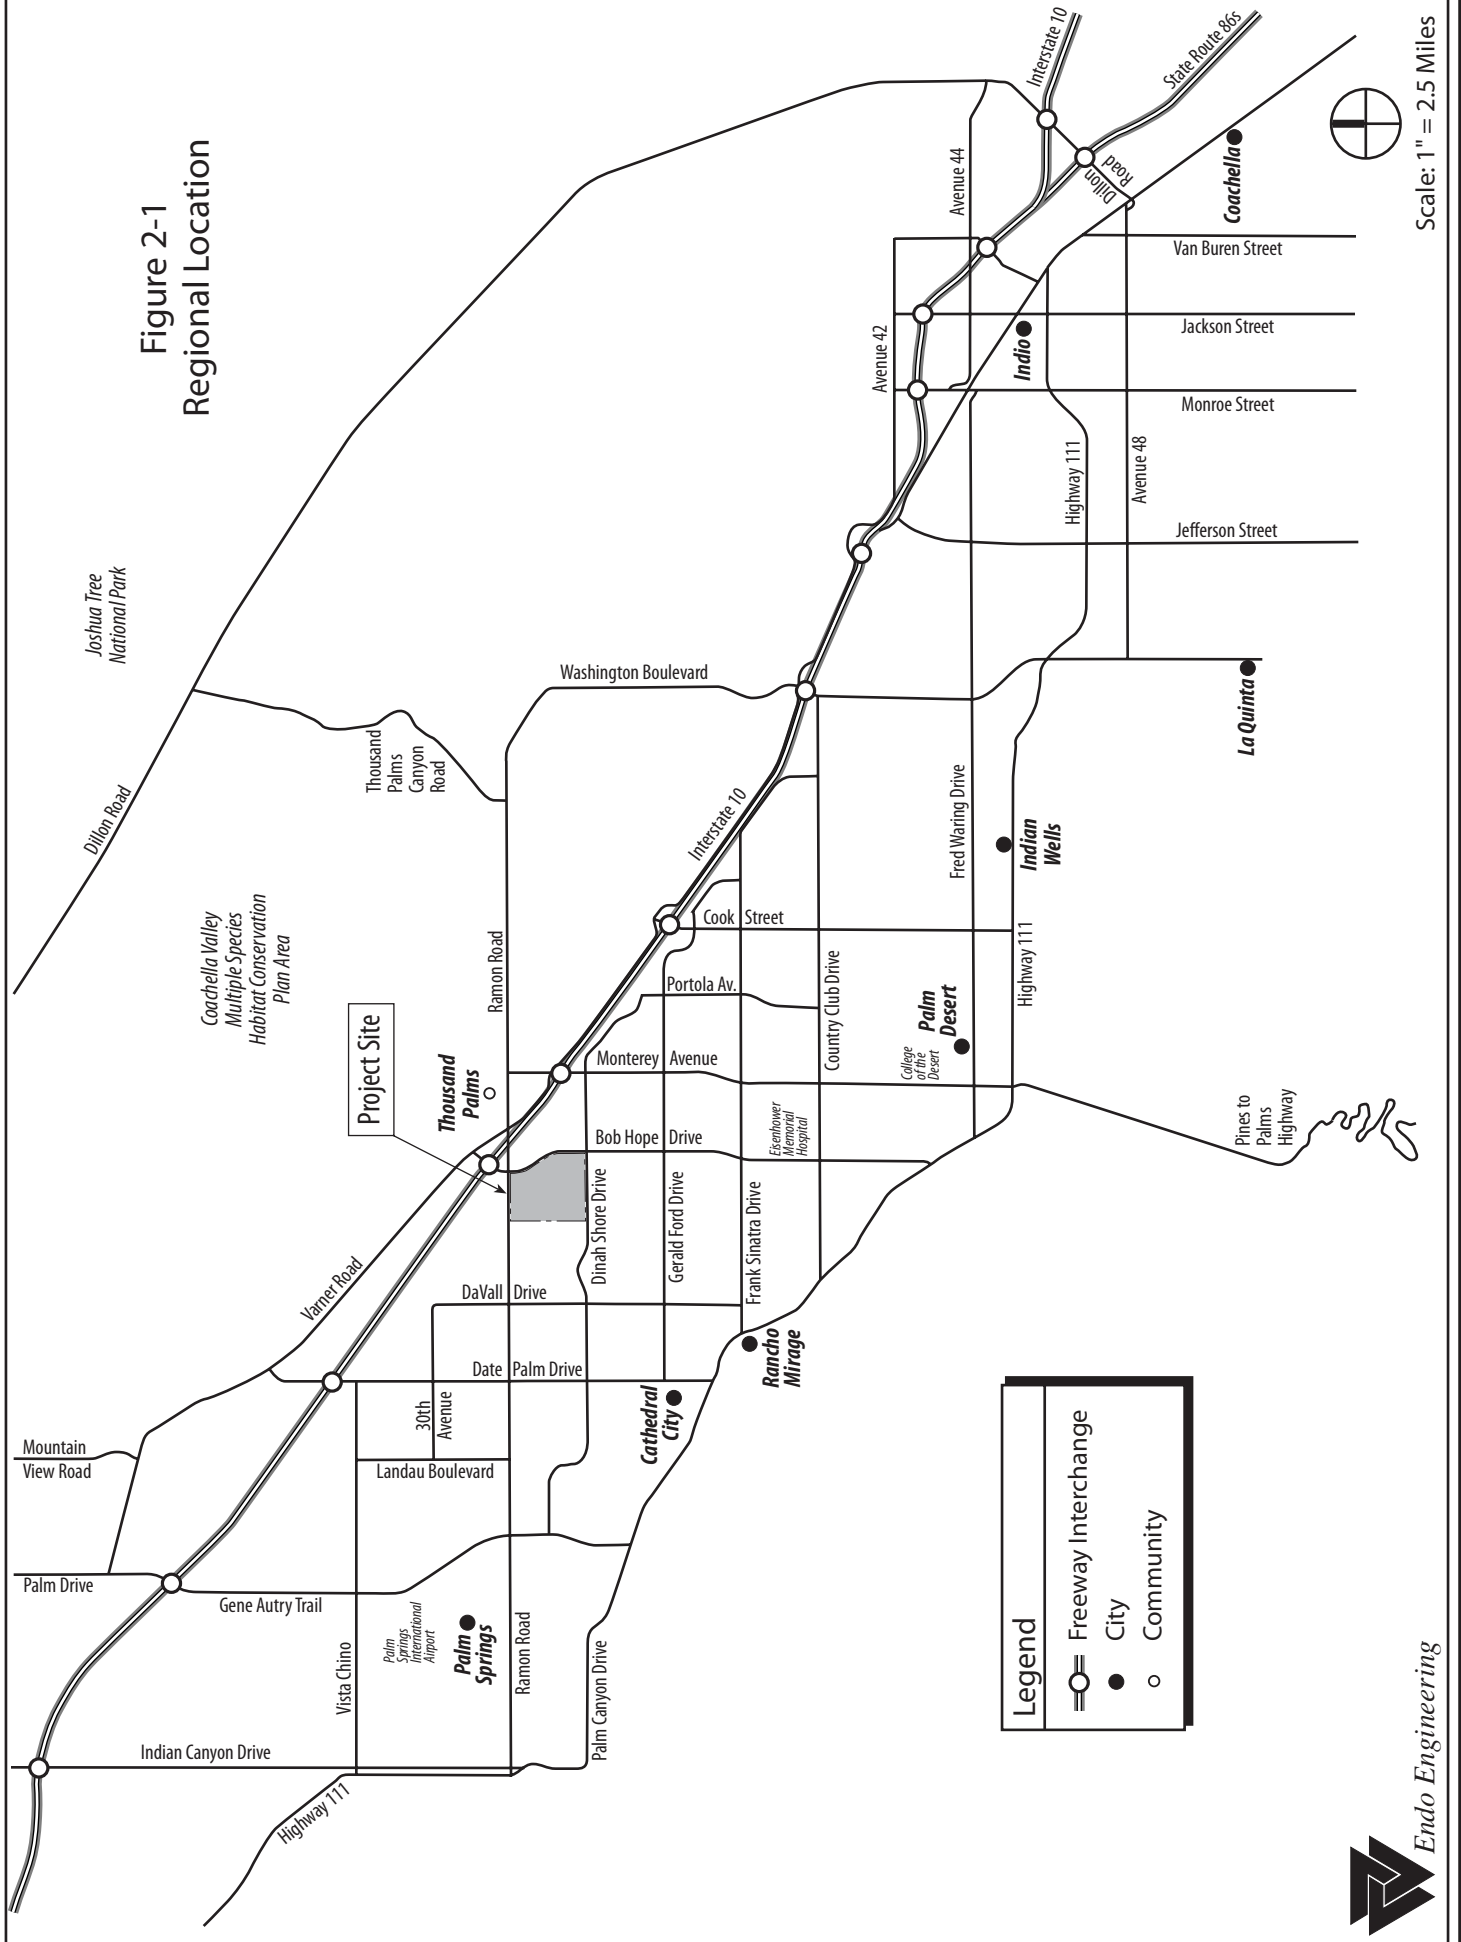 Figure 2-1
Regional Location
Joshua Tree
National Park
Dillon Road
Thousand
Palms
Canyon
Road
Coachella Valley
Multiple Species
Habitat Conservation
Plan Area
Project Site
Thousand
Palms
Ramon Road
Washington Boulevard
Interstate 10
Interstate 10
State Route 86s
Dillon
Road
Avenue 44
Avenue 42
Coachella
Van Buren Street
Jackson Street
Indio
Monroe Street
Highway 111
Avenue 48
Jefferson Street
La Quinta
Fred Waring Drive
Indian
Wells
Cook Street
Portola Av.
Country Club Drive
Palm
Desert
College
of the
Desert
Highway 111
Monterey Avenue
Bob Hope Drive
Eisenhower
Memorial
Hospital
Pines to
Palms
Highway
Dinah Shore Drive
Gerald Ford Drive
Frank Sinatra Drive
Varner Road
DaVall Drive
Date Palm Drive
Rancho
Mirage
Cathedral
City
30th
Avenue
Landau Boulevard
Mountain
View Road
Palm Drive
Gene Autry Trail
Palm
Springs
International
Airport
Palm
Springs
Vista Chino
Ramon Road
Palm Canyon Drive
Indian Canyon Drive
Highway 111
Legend
Freeway Interchange
City
Community
Endo Engineering
Scale: 1" = 2.5 Miles